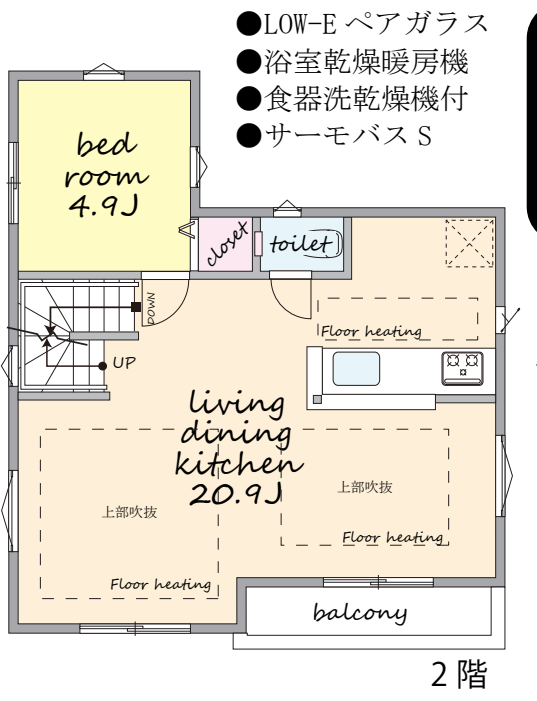 ●LOW-E ペアガラス
●浴室乾燥暖房機
●食器洗乾燥機付
●サーモバス S
bed
room
4.9J
closet
toilet
DOWN
UP
Floor heating
living
dining
kitchen
20.9J
上部吹抜
上部吹抜
Floor heating
Floor heating
balcony
2階